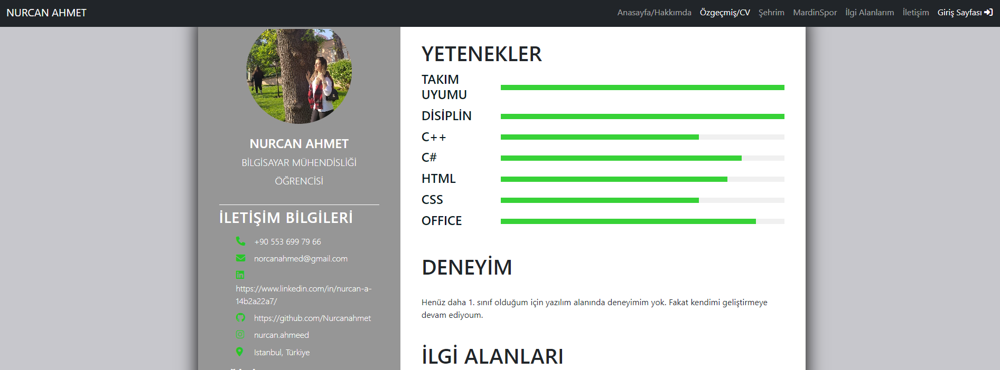 NURCAN AHMET
Anasayfa/Hakkımda Özgeçmiş/CV Şehrim MardinSpor İlgi Alanlarım İletişim Giriş Sayfası
NURCAN AHMET
BİLGİSAYAR MÜHENDİSLİĞİ
ÖĞRENCİSİ
İLETİŞİM BİLGİLERİ
+90 553 699 79 66
norcanahmed@gmail.com
https://www.linkedin.com/in/nurcan-a-
14b2a22a7/
https://github.com/Nurcanahmet
nurcan.ahmeed
Istanbul, Türkiye
YETENEKLER
TAKIM
UYUMU
DİSİPLİN
C++
C#
HTML
CSS
OFFICE
DENEYİM
Henüz daha 1. sınıf olduğum için yazılım alanında deneyimim yok. Fakat kendimi geliştirmeye
devam ediyoum.
İLGİ ALANLARI